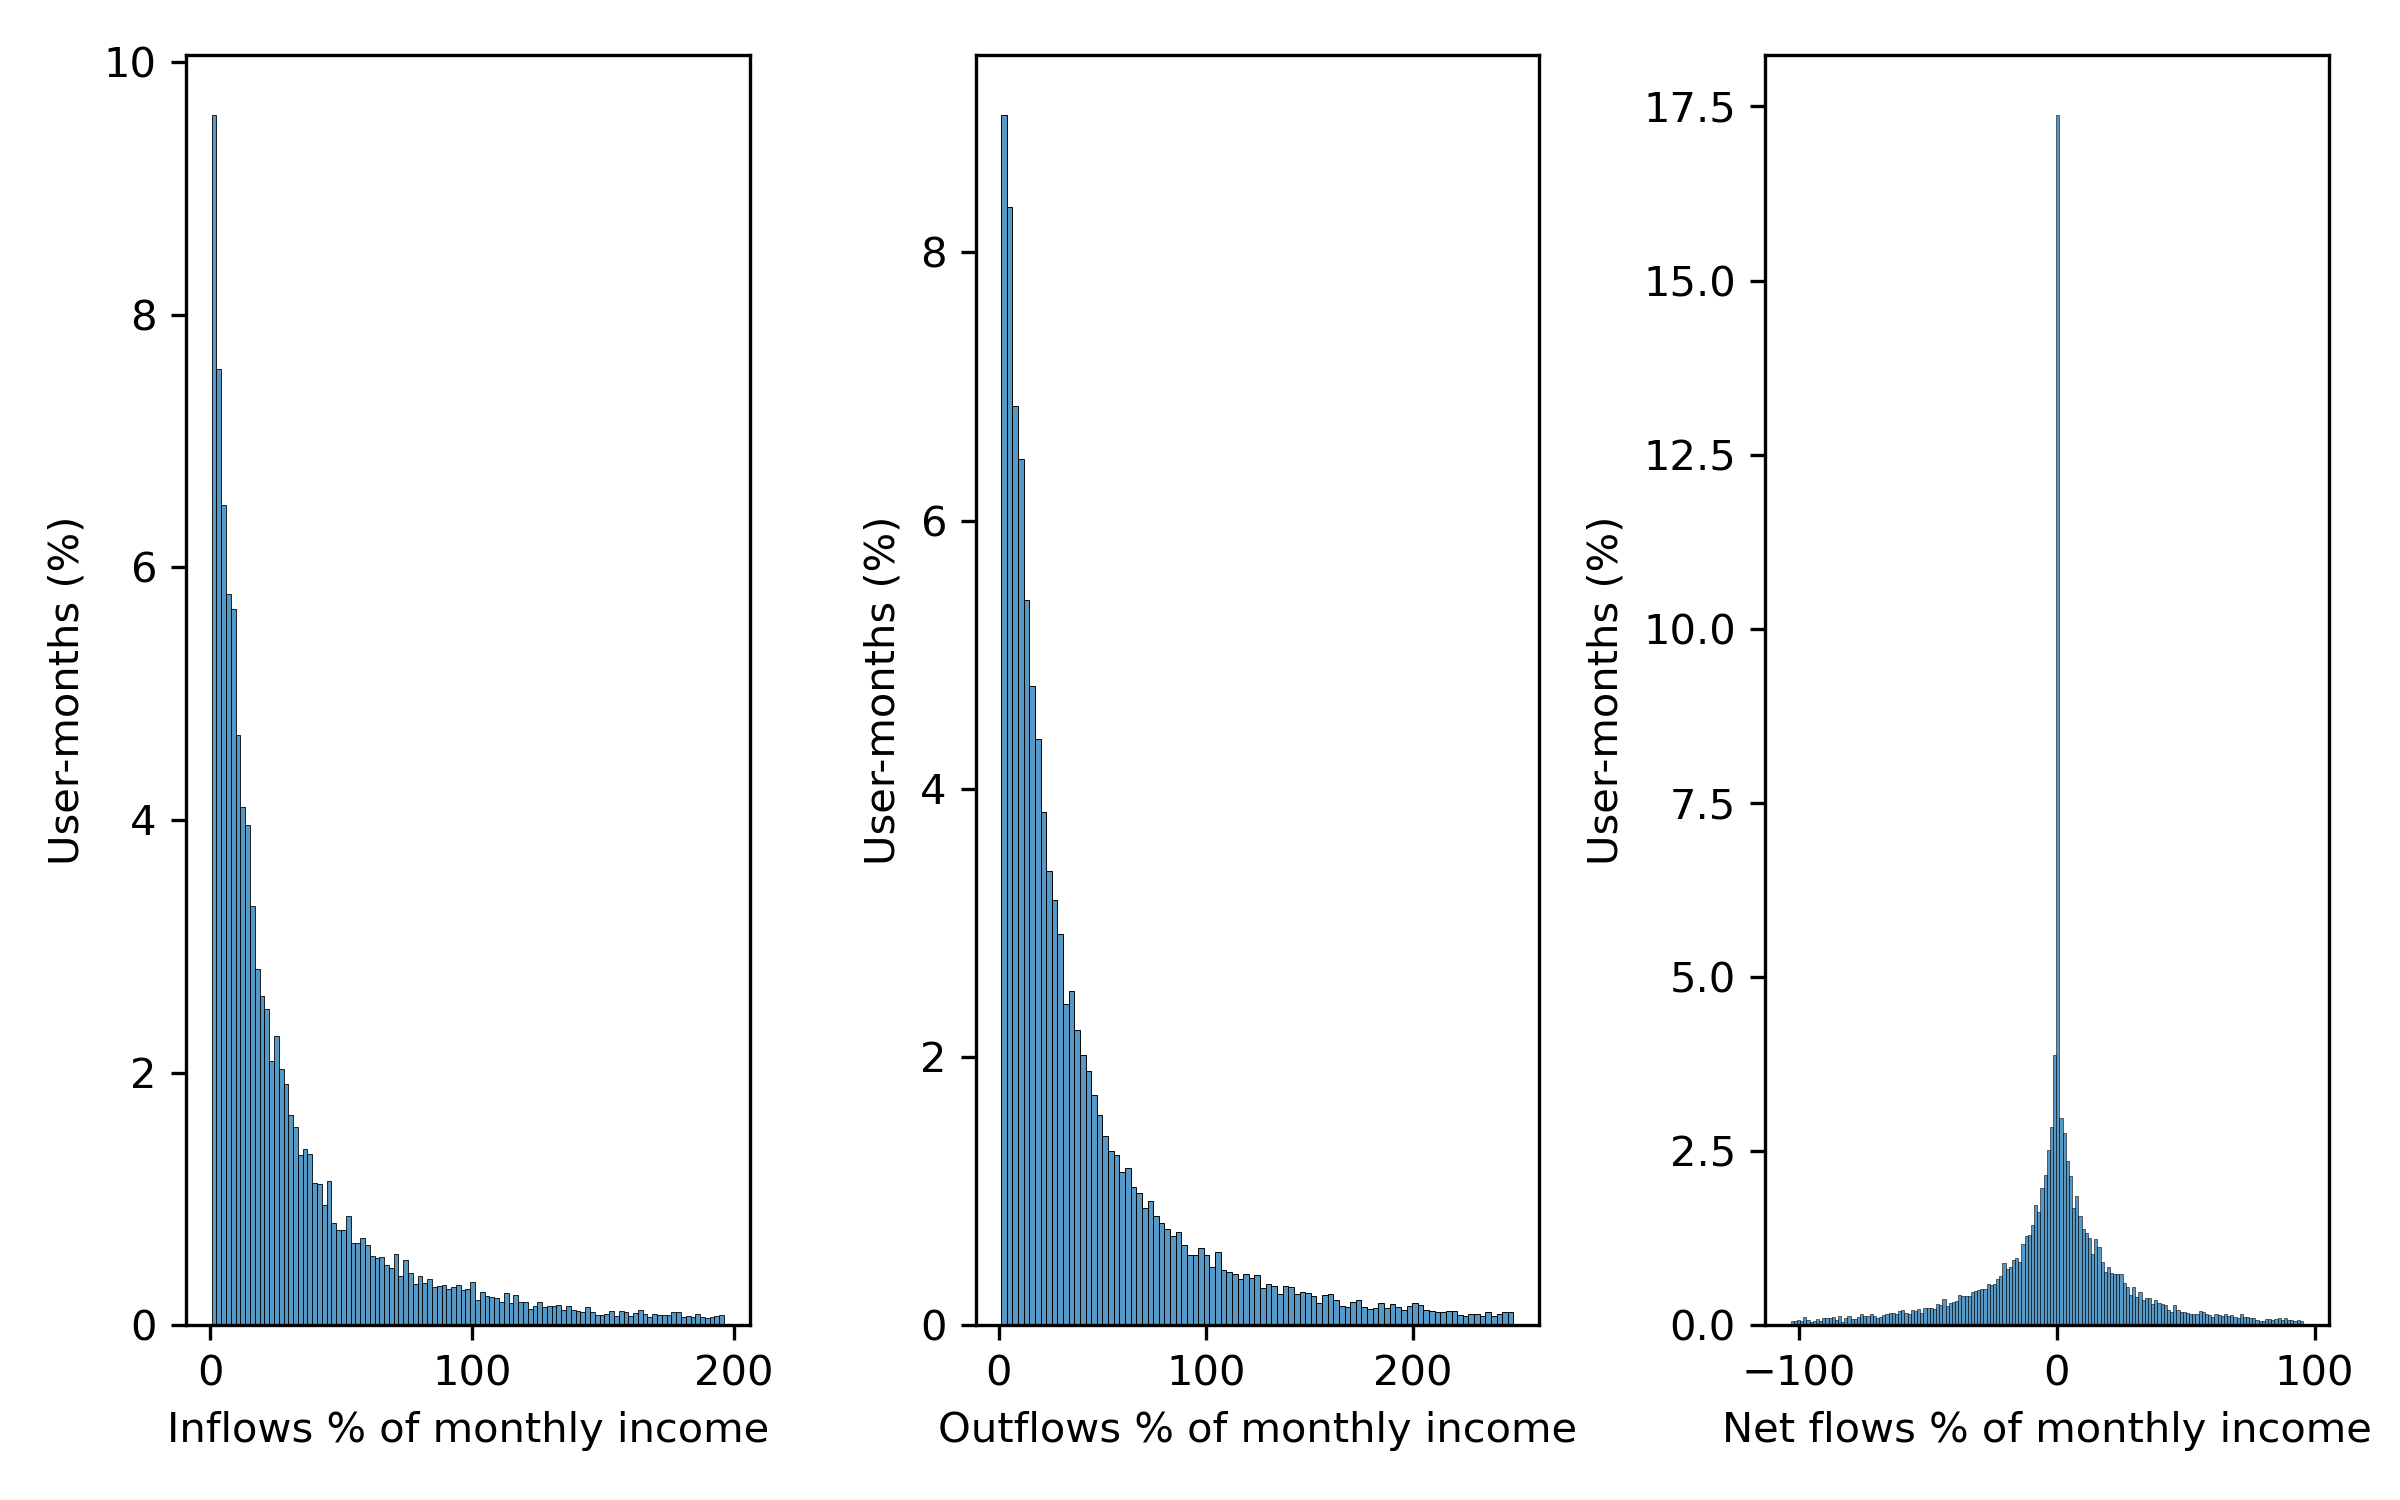 10
8
6
4
2
0
User-months (%)
0 100 200
Inflows % of monthly income
8
6
4
2
0
User-months (%)
0 100 200
Outflows % of monthly income
17.5
15.0
12.5
10.0
7.5
5.0
2.5
0.0
User-months (%)
−100 0 100
Net flows % of monthly income